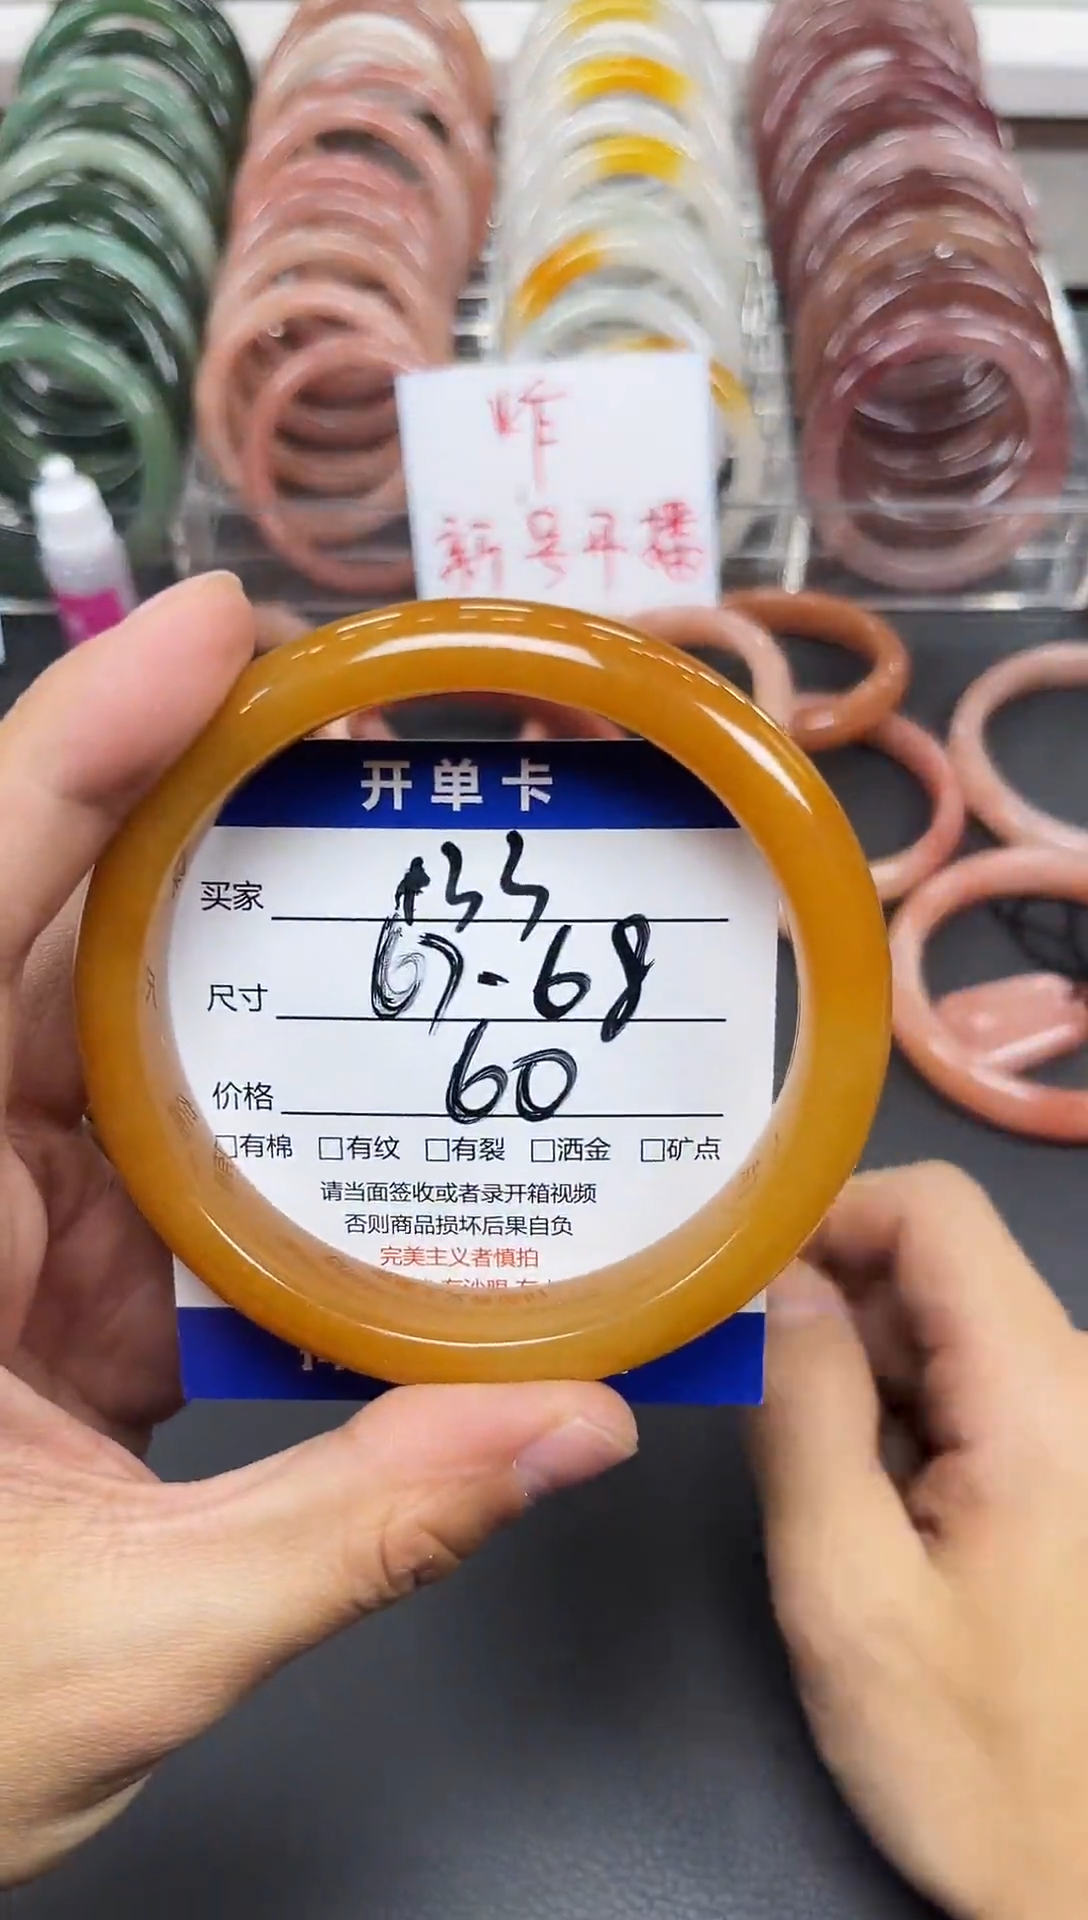 炸
新号开播
开单卡
买家 +33
尺寸 67-68
价格 60
□有棉 □有纹 □有裂 □洒金 □矿点
请当面签收或者录开箱视频
否则商品损坏后果自负
完美主义者慎拍